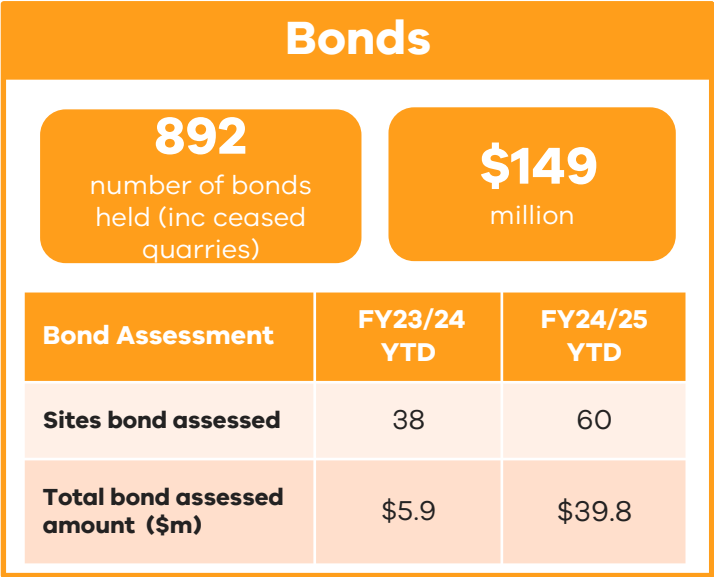 Bonds
892
number of bonds
held (inc ceased
quarries)
$149
million
Bond Assessment
FY23/24
YTD
FY24/25
YTD
Sites bond assessed
38
60
Total bond assessed
amount ($m)
$5.9
$39.8